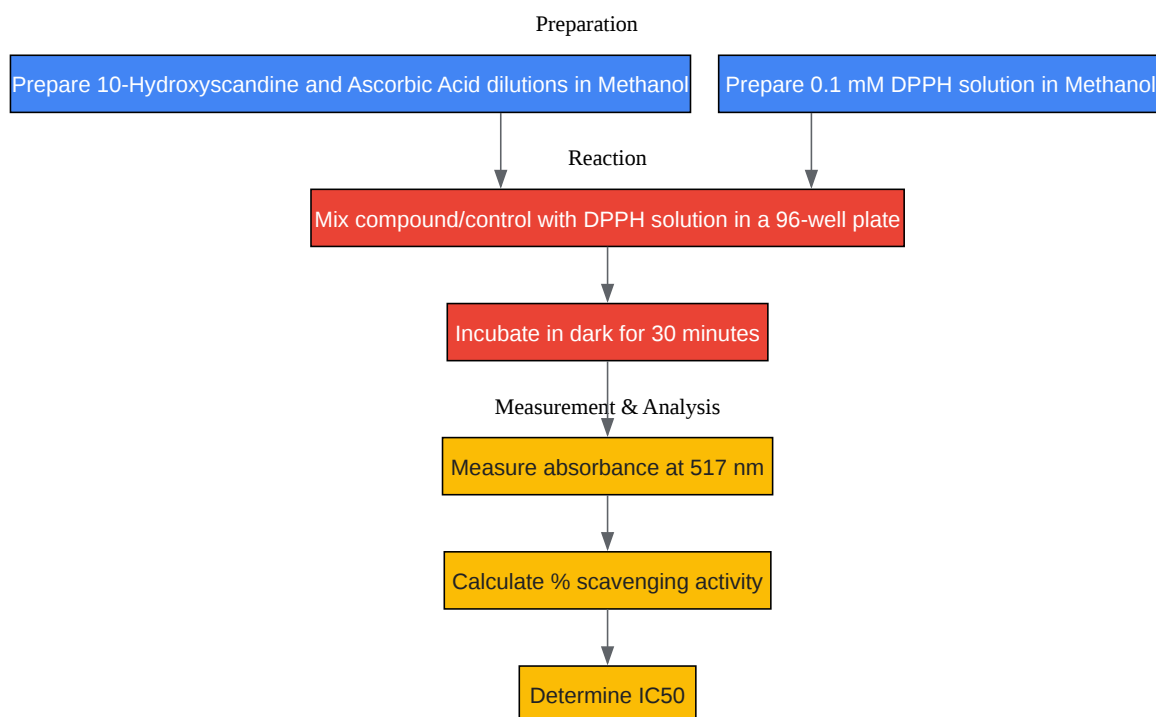 Preparation
Prepare 10-Hydroxyscandine and Ascorbic Acid dilutions in Methanol
Prepare 0.1 mM DPPH solution in Methanol
Reaction
Mix compound/control with DPPH solution in a 96-well plate
Incubate in dark for 30 minutes
Measurement & Analysis
Measure absorbance at 517 nm
Calculate % scavenging activity
Determine IC50